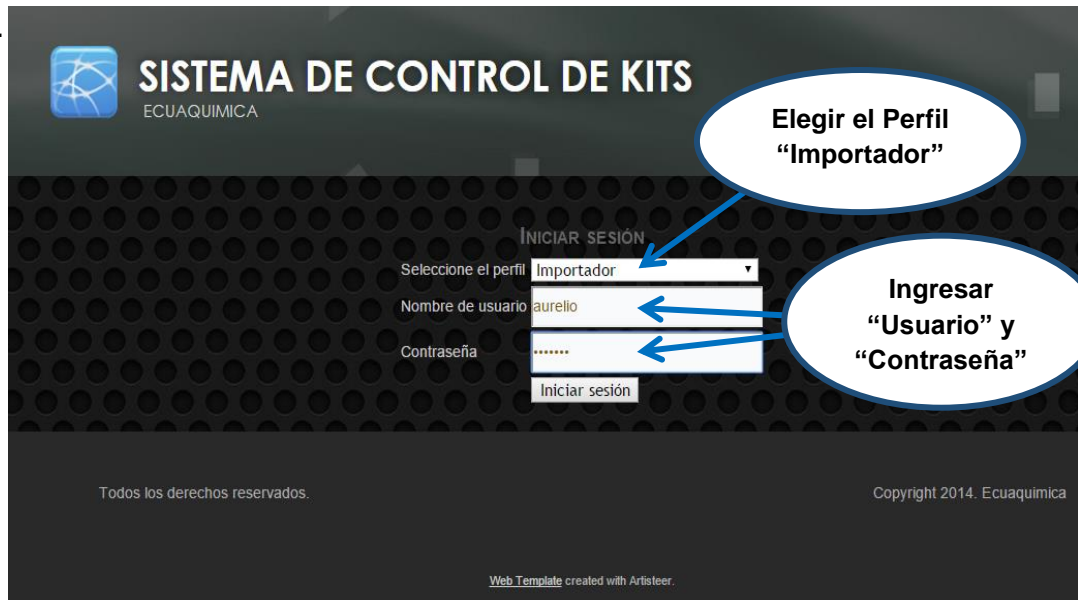 SISTEMA DE CONTROL DE KITS
ECUAQUIMICA
Elegir el Perfil
“Importador”
INICIAR SESIÓN
Seleccione el perfil Importador
Nombre de usuario aurelio
Contraseña •••••••
Iniciar sesión
Ingresar
“Usuario” y
“Contraseña”
Todos los derechos reservados.
Copyright 2014. Ecuaquimica
Web Template created with Artisteer.